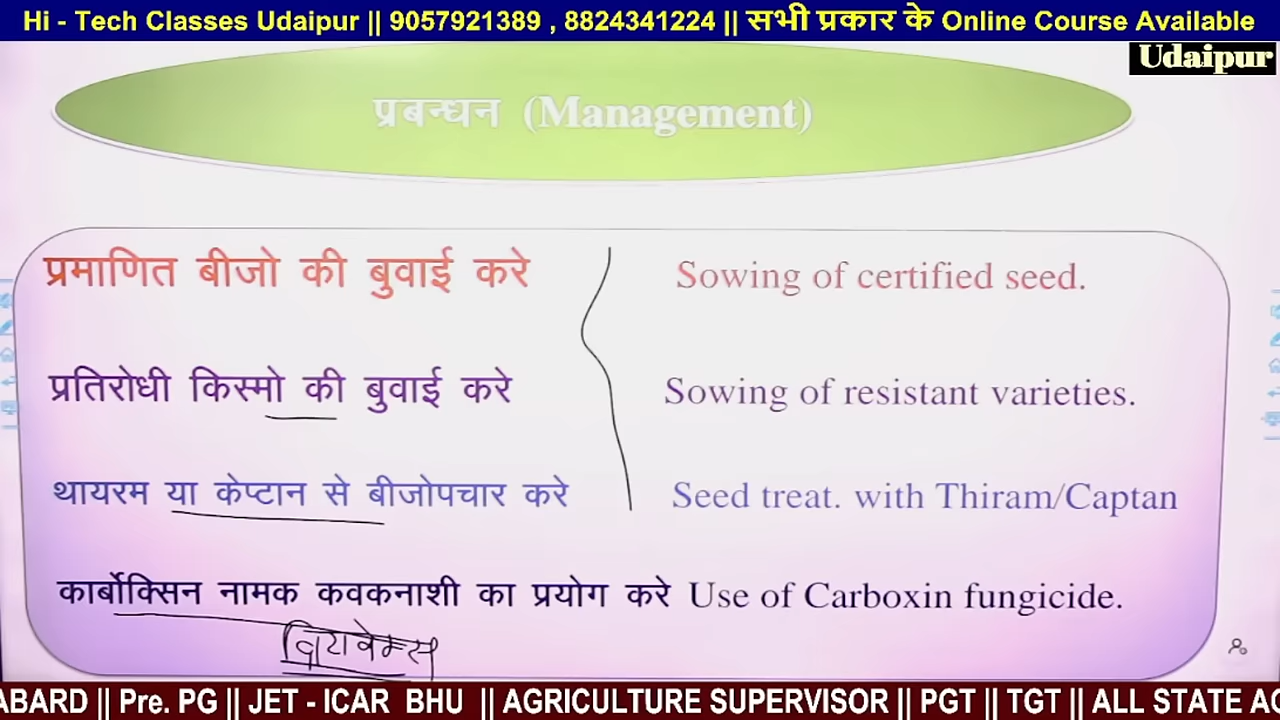 Hi - Tech Classes Udaipur || 9057921389 , 8824341224 || सभी प्रकार के Online Course Available
Udaipur
प्रबन्धन (Management)
प्रमाणित बीजो की बुवाई करे Sowing of certified seed.
प्रतिरोधी किस्मो की बुवाई करे Sowing of resistant varieties.
थायरम या केप्टान से बीजोपचार करे Seed treat. with Thiram/Captan
कार्बोक्सिन नामक कवकनाशी का प्रयोग करे Use of Carboxin fungicide.
ABARD || Pre. PG || JET - ICAR BHU || AGRICULTURE SUPERVISOR || PGT || TGT || ALL STATE AG